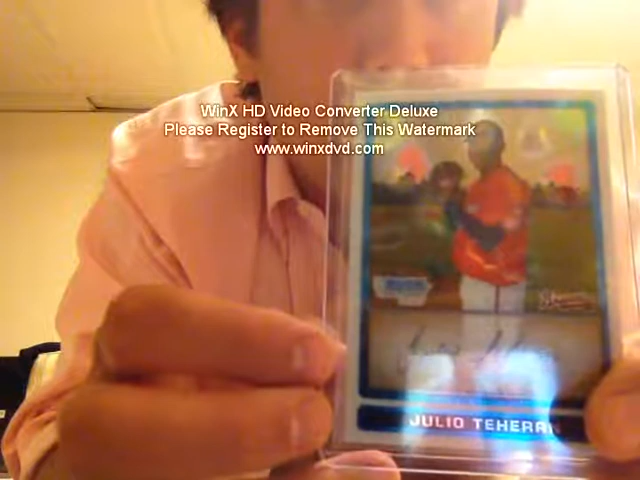 WinX HD Video Converter Deluxe
Please Register to Remove This Watermark
www.winxdvd.com
JULIO TEHERAN